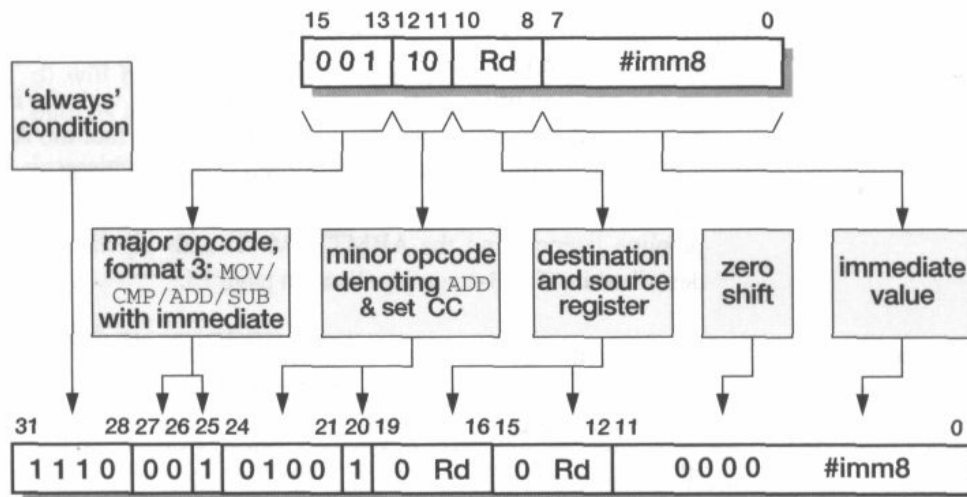 15 13 12 11 10 8 7 0
0 0 1 10 Rd #imm8
'always'
condition
major opcode,
format 3: MOV/
CMP/ADD/SUB
with immediate
minor opcode
denoting ADD
& set CC
destination
and source
register
zero
shift
immediate
value
31 28 27 26 25 24 21 20 19 16 15 12 11 0
1 1 1 0 0 0 1 0 1 0 0 1 0 Rd 0 Rd 0 0 0 0 #imm8